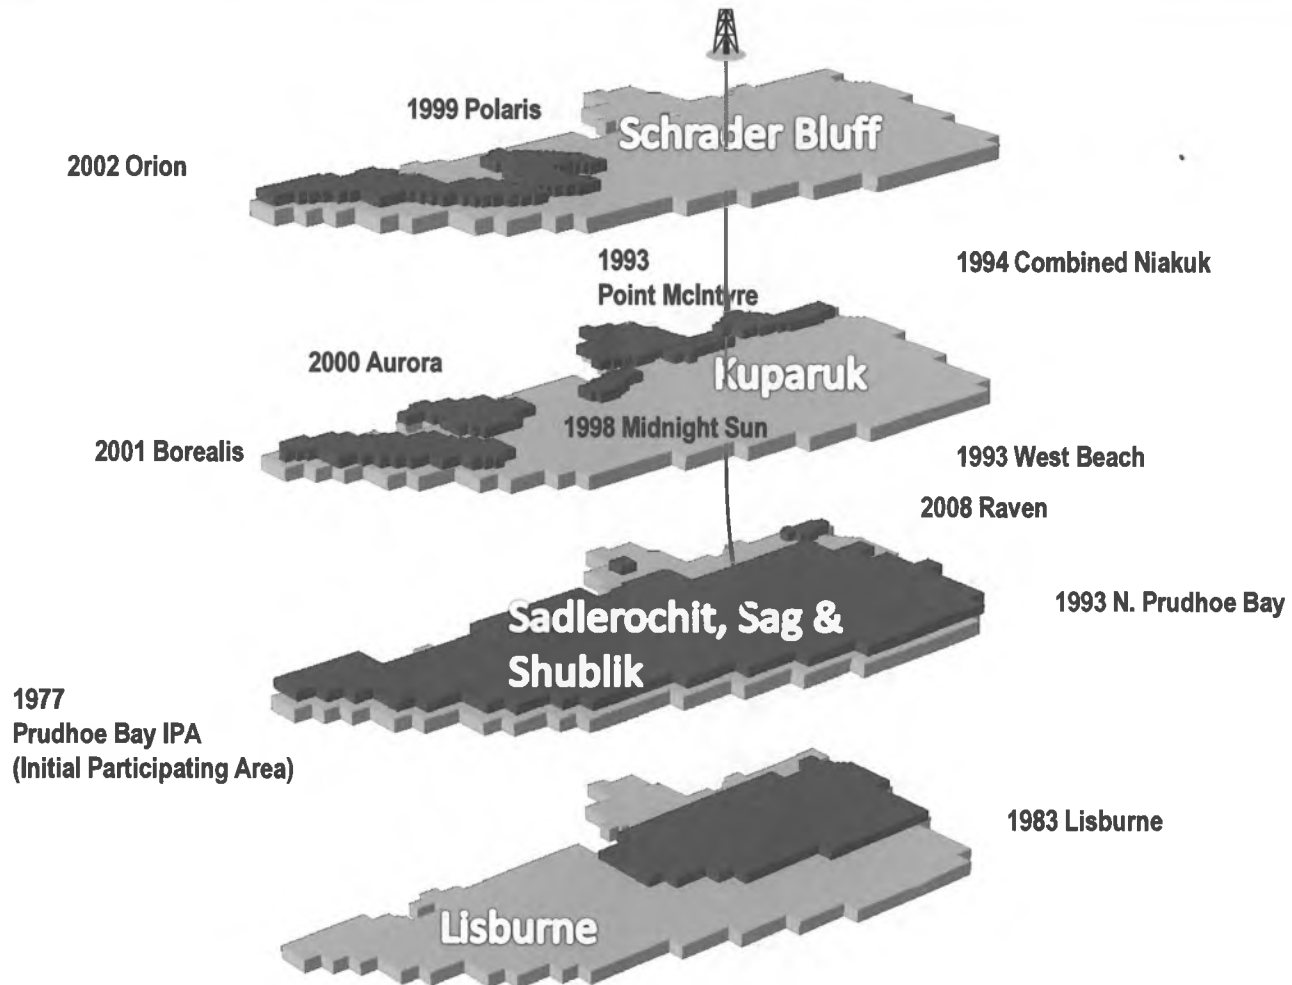 1999 Polaris
Schrader Bluff
2002 Orion
1993
Point McIntyre
1994 Combined Niakuk
2000 Aurora
Kuparuk
1998 Midnight Sun
2001 Borealis
1993 West Beach
2008 Raven
1993 N. Prudhoe Bay
Sadlerochit, Sag &
Shublik
1977
Prudhoe Bay IPA
(Initial Participating Area)
1983 Lisburne
Lisburne